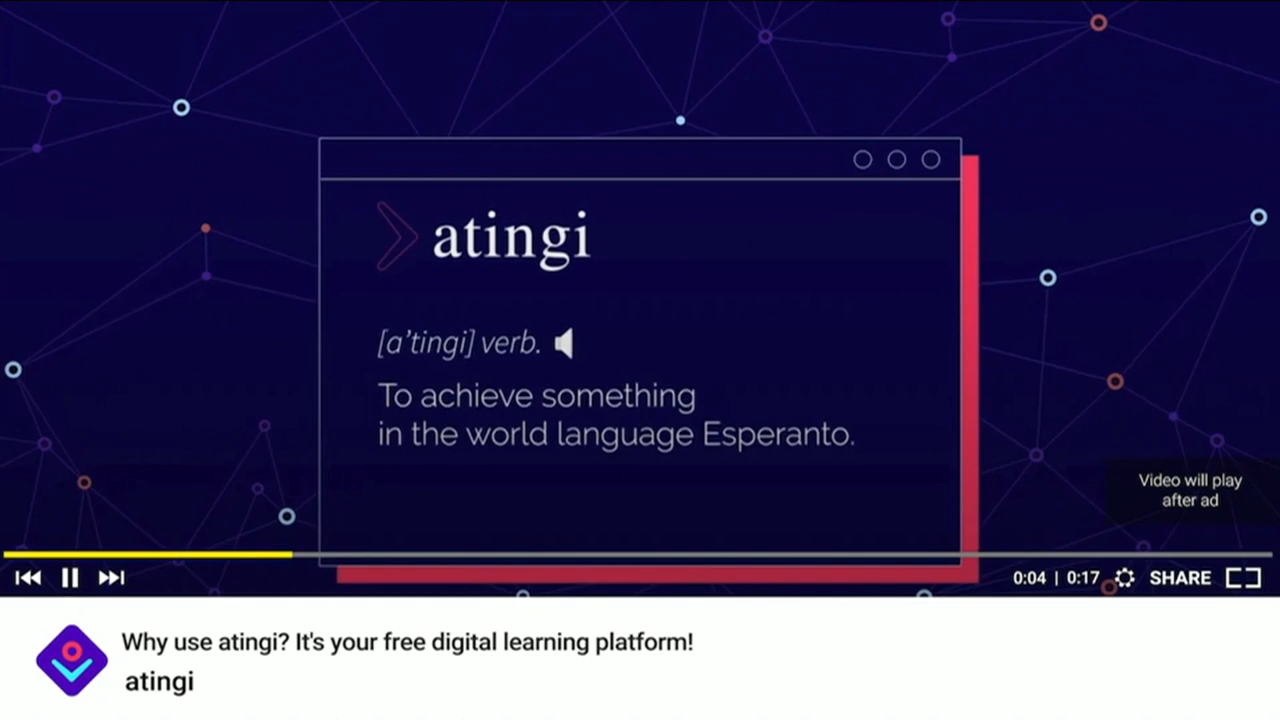 atingi
[a'tingi] verb.
To achieve something
in the world language Esperanto.
Video will play
after ad
0:04 | 0:17 SHARE
Why use atingi? It's your free digital learning platform!
atingi